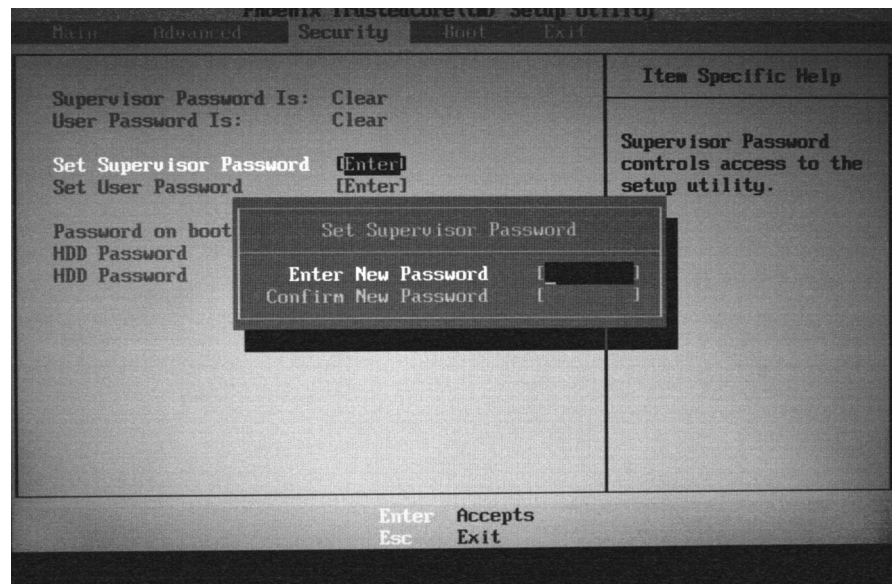 Phoenix TrustedCore(tm) Setup Utility
Main Advanced Security Boot Exit
Item Specific Help
Supervisor Password Is: Clear
User Password Is: Clear
Set Supervisor Password [Enter]
Set User Password [Enter]
Password on boot
HDD Password
HDD Password
Supervisor Password
controls access to the
setup utility.
Set Supervisor Password
Enter New Password [ ]
Confirm New Password [ ]
Enter Accepts
Esc Exit